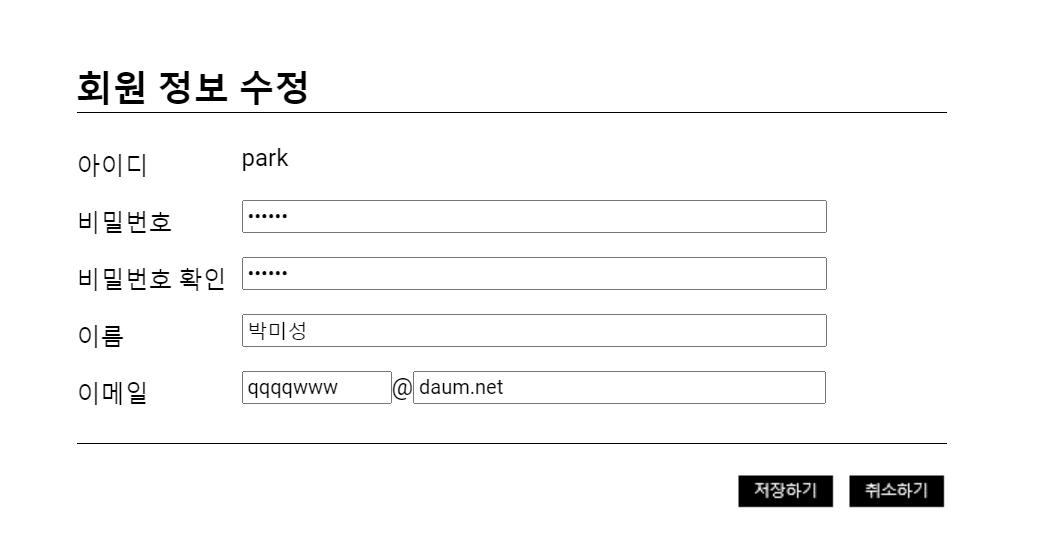 회원 정보 수정
아이디 park
비밀번호 ••••••
비밀번호 확인 ••••••
이름 박미성
이메일 qqqqwww@daum.net
저장하기 취소하기